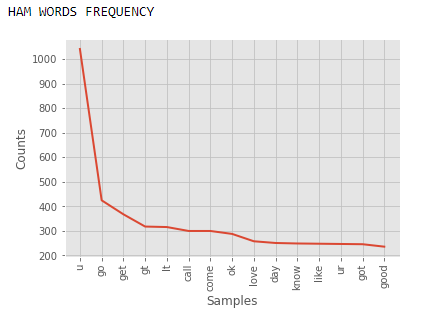 HAM WORDS FREQUENCY
1000
900
800
700
600
500
400
300
200
Counts
u
go
get
gt
lt
call
come
ok
love
day
know
like
ur
got
good
Samples